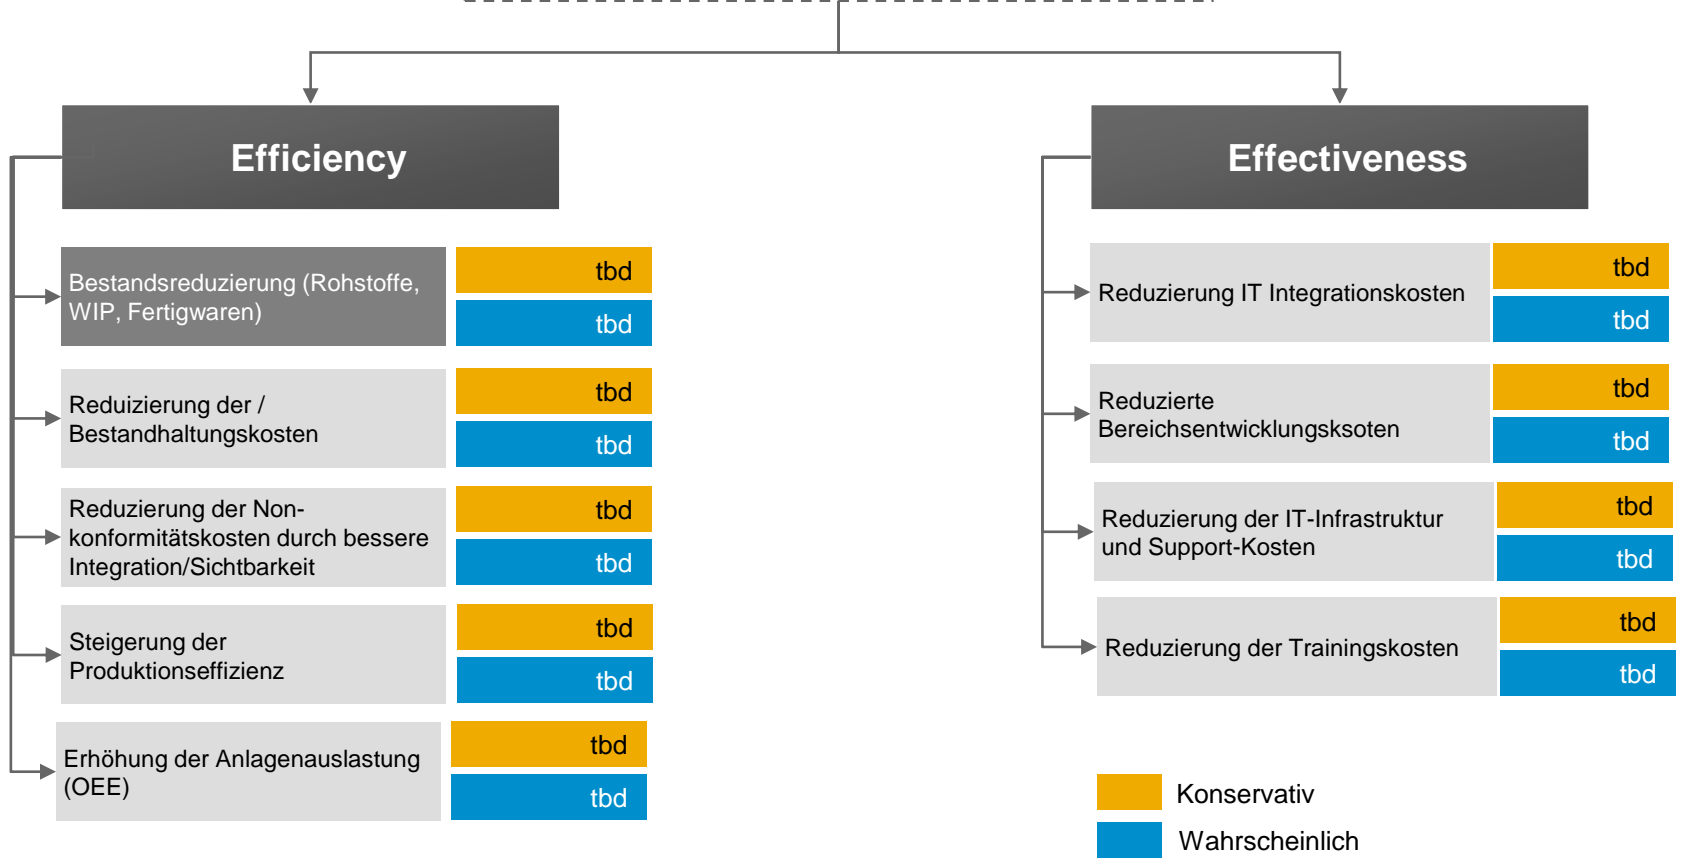 Efficiency
Bestandsreduzierung (Rohstoffe,
WIP, Fertigwaren)
tbd
tbd
Reduizierung der /
Bestandhaltungskosten
tbd
tbd
Reduzierung der Non-
konformitätskosten durch bessere
Integration/Sichtbarkeit
tbd
tbd
Steigerung der
Produktionseffizienz
tbd
tbd
Erhöhung der Anlagenauslastung
(OEE)
tbd
tbd
Effectiveness
Reduzierung IT Integrationskosten
tbd
tbd
Reduzierte
Bereichsentwicklungsksoten
tbd
tbd
Reduzierung der IT-Infrastruktur
und Support-Kosten
tbd
tbd
Reduzierung der Trainingskosten
tbd
tbd
Konservativ
Wahrscheinlich